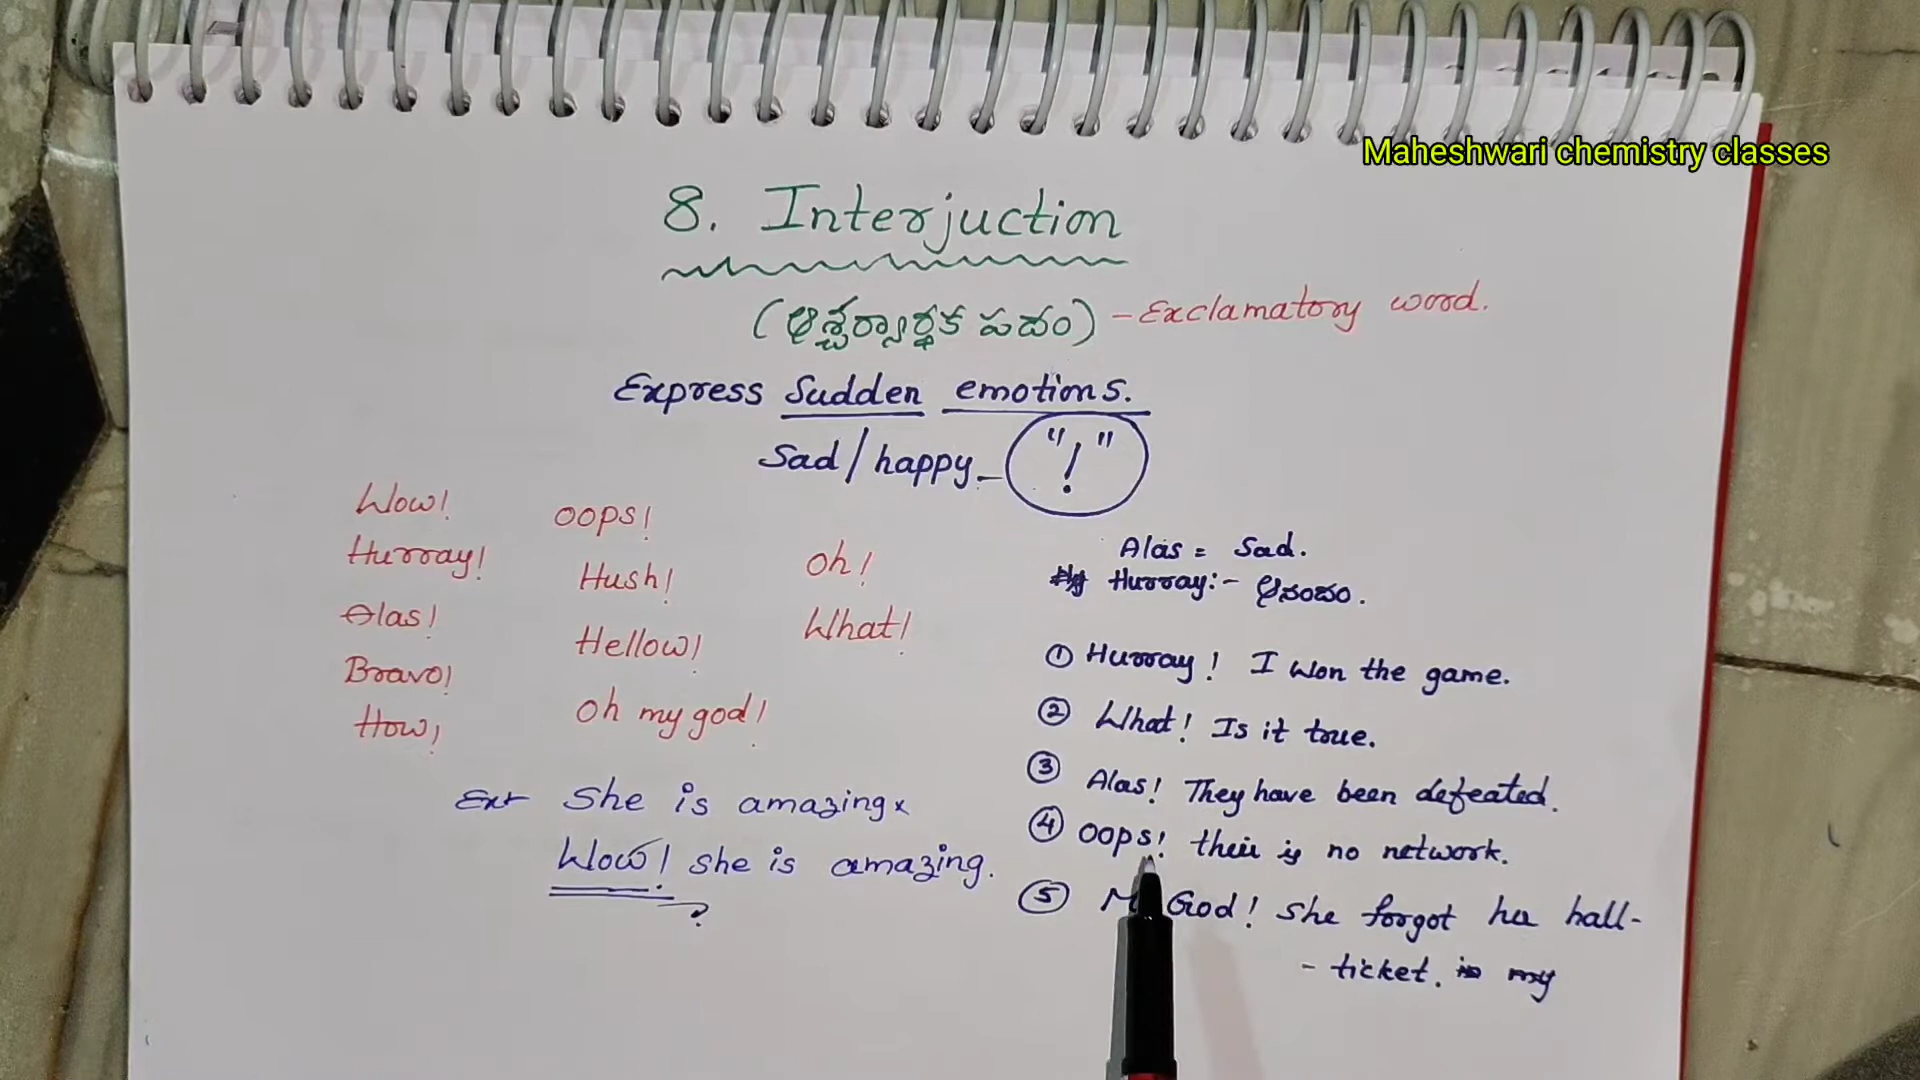 Maheshwari chemistry classes
8. Interjuction
(ఆశ్చర్యార్థక పదం) - Exclamatory word.
Express Sudden emotions.
Sad / happy - "!"
Wow!
Hurray!
Alas!
Bravo!
How!
OOPS!
Hush!
Hellow!
Oh my god!
Oh!
What!
Ex:- She is amazing x
Wow! she is amazing.
?
Alas = Sad.
Hurray:- ఆనందం.
① Hurray! I won the game.
② What! Is it true.
③ Alas! They have been defeated.
④ OOPS! their is no network.
⑤ God! She forgot her hall-
- ticket. my